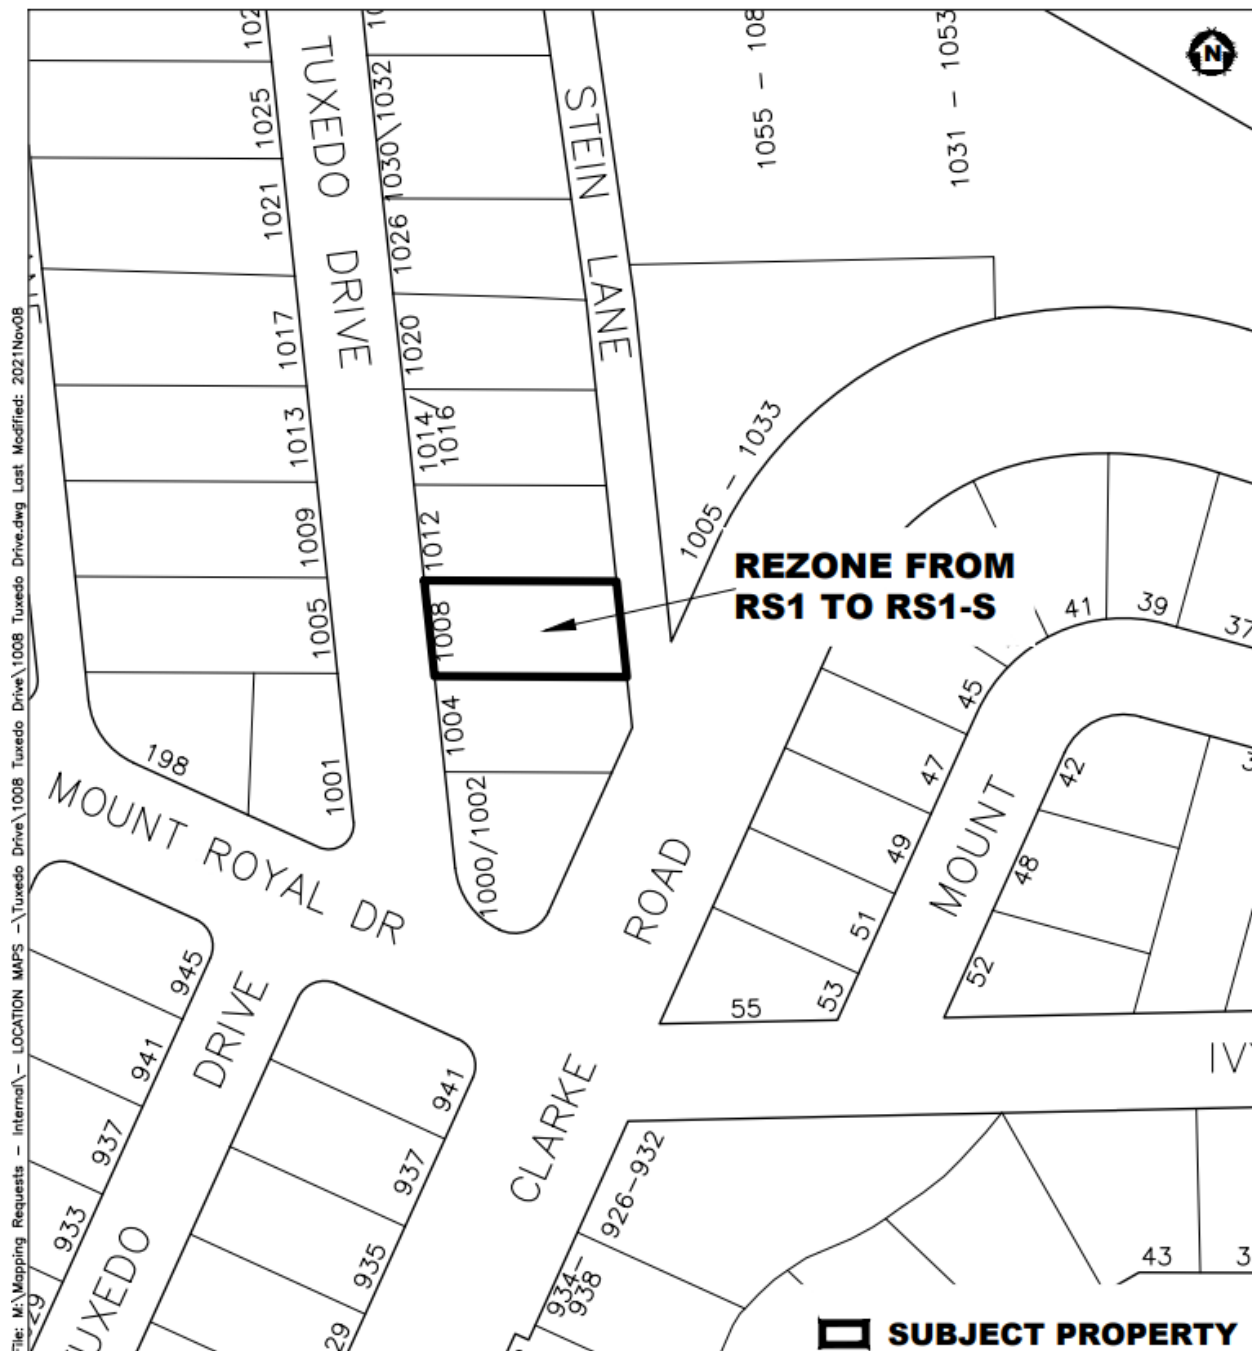 N
1025
1021
1017
1013
1009
1005
1001
198
TUXEDO DRIVE
1030\1032
1026
1020
1014/
1016
1012
1008
1004
1000/1002
STEIN LANE
1055 - 108
1031 - 1053
1005 - 1033
REZONE FROM
RS1 TO RS1-S
41
39
37
45
47
49
51
53
55
42
48
52
MOUNT
MOUNT ROYAL DR
CLARKE ROAD
TUXEDO DRIVE
945
941
937
933
941
937
935
926-932
934-
938
43
SUBJECT PROPERTY
File: M:\Mapping Requests - Internal\- LOCATION MAPS -\Tuxedo Drive\1008 Tuxedo Drive\1008 Tuxedo Drive.dwg Last Modified: 2021Nov08